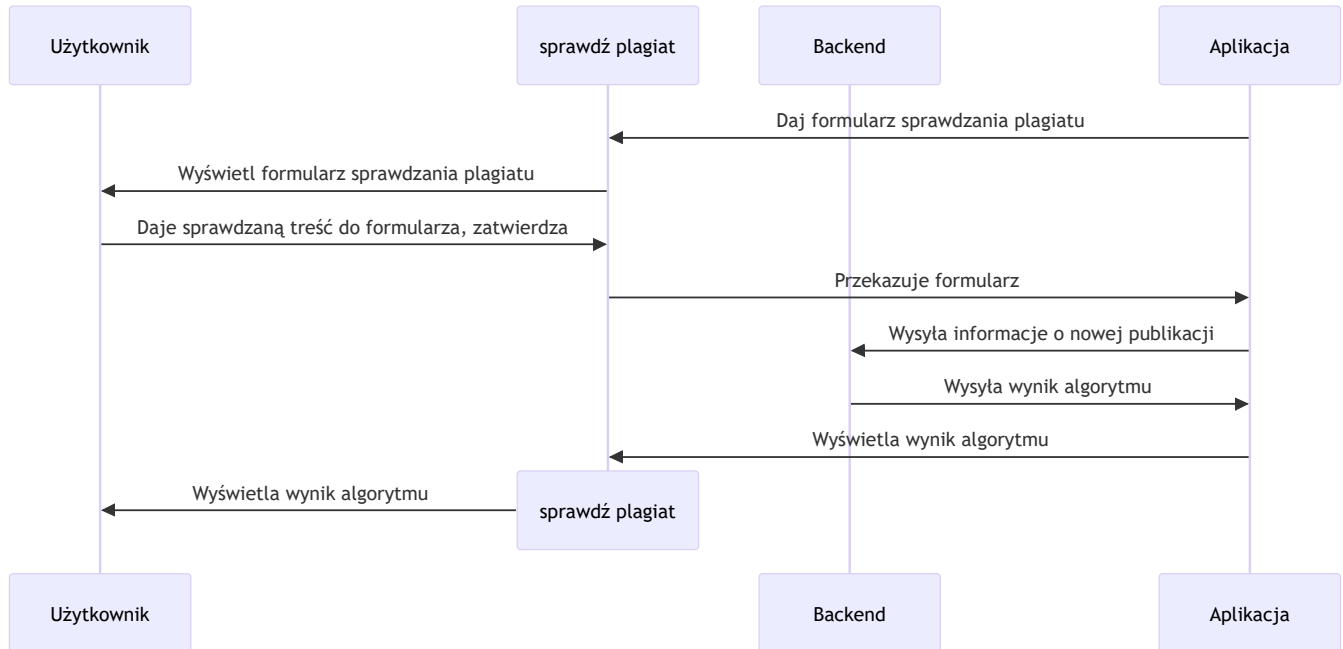 Użytkownik
sprawdź plagiat
Backend
Aplikacja
Daj formularz sprawdzania plagiatu
Wyświetl formularz sprawdzania plagiatu
Daje sprawdzaną treść do formularza, zatwierdza
Przekazuje formularz
Wysyła informacje o nowej publikacji
Wysyła wynik algorytmu
Wyświetla wynik algorytmu
Wyświetla wynik algorytmu
sprawdź plagiat
Użytkownik
Backend
Aplikacja